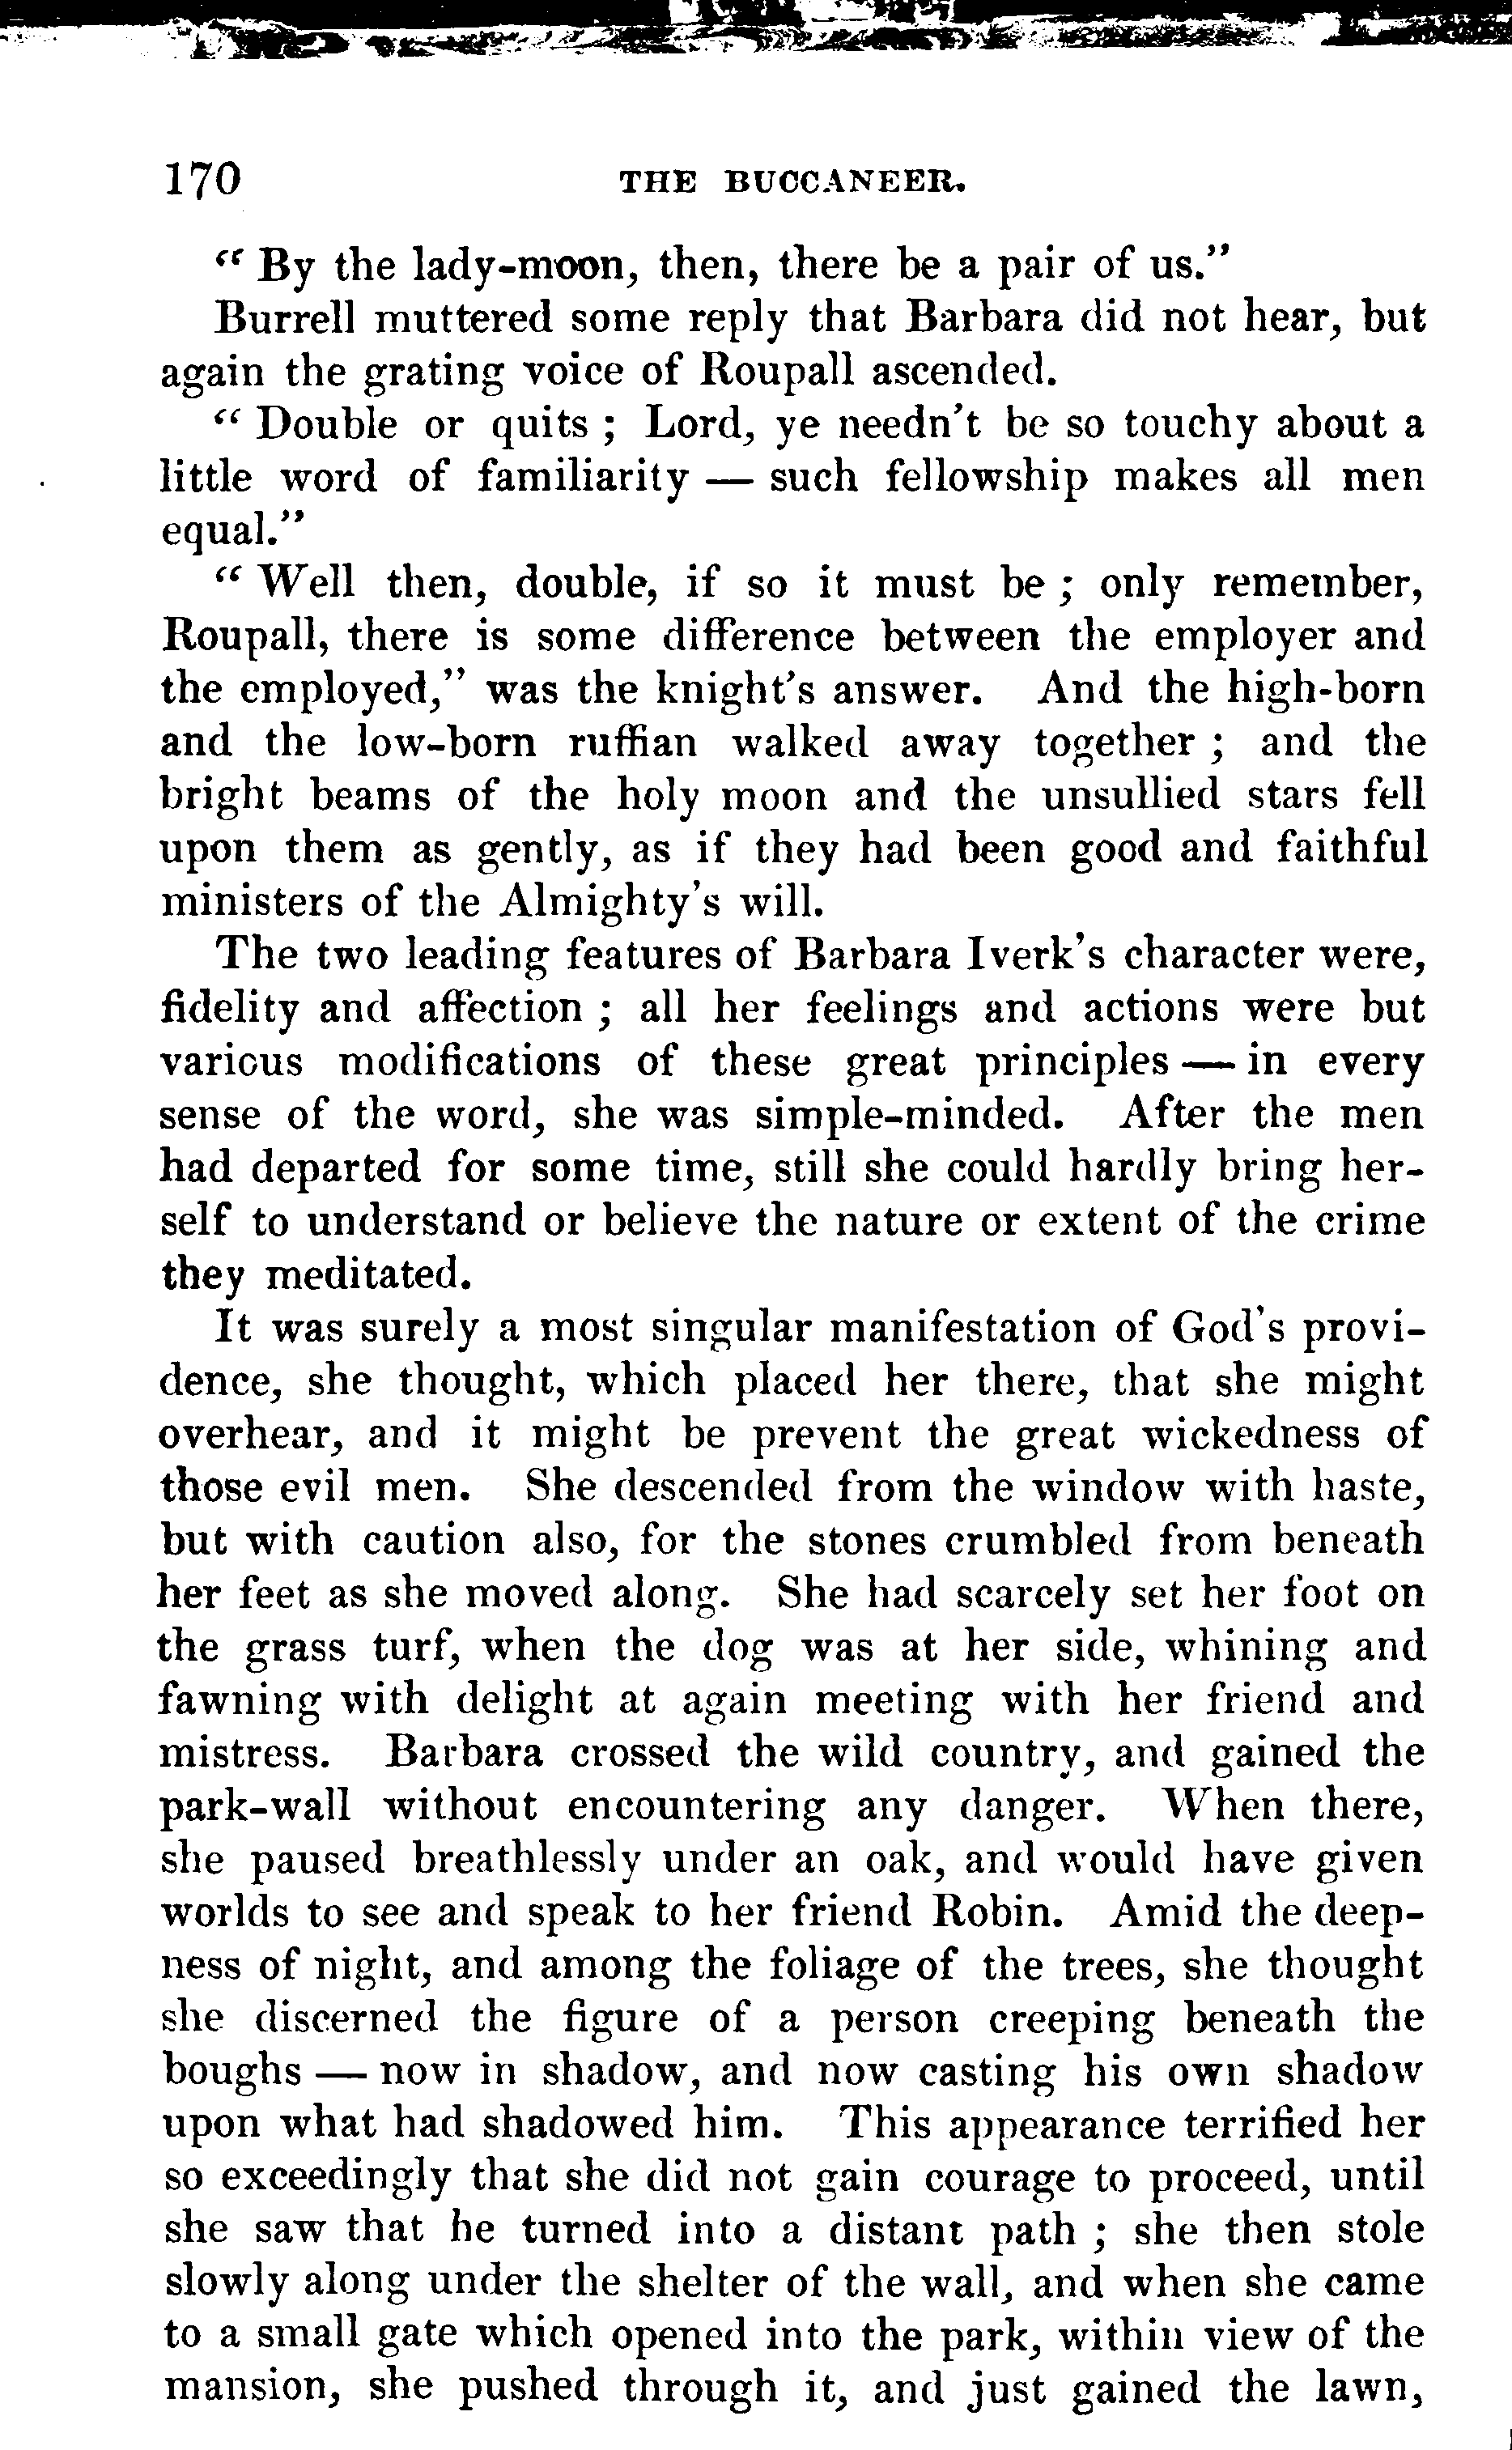 170 THE BUCCANEER.
“ By the lady-moon, then, there be a pair of us.”
Burrell muttered some reply that Barbara did not hear, but
again the grating voice of Roupall ascended.
“ Double or quits ; Lord, ye needn't be so touchy about a
little word of familiarity — such fellowship makes all men
equal.”
“ Well then, double, if so it must be ; only remember,
Roupall, there is some difference between the employer and
the employed,” was the knight's answer. And the high-born
and the low-born ruffian walked away together ; and the
bright beams of the holy moon and the unsullied stars fell
upon them as gently, as if they had been good and faithful
ministers of the Almighty's will.
The two leading features of Barbara Iverk's character were,
fidelity and affection ; all her feelings and actions were but
various modifications of these great principles — in every
sense of the word, she was simple-minded. After the men
had departed for some time, still she could hardly bring her-
self to understand or believe the nature or extent of the crime
they meditated.
It was surely a most singular manifestation of God's provi-
dence, she thought, which placed her there, that she might
overhear, and it might be prevent the great wickedness of
those evil men. She descended from the window with haste,
but with caution also, for the stones crumbled from beneath
her feet as she moved along. She had scarcely set her foot on
the grass turf, when the dog was at her side, whining and
fawning with delight at again meeting with her friend and
mistress. Barbara crossed the wild country, and gained the
park-wall without encountering any danger. When there,
she paused breathlessly under an oak, and would have given
worlds to see and speak to her friend Robin. Amid the deep-
ness of night, and among the foliage of the trees, she thought
she discerned the figure of a person creeping beneath the
boughs — now in shadow, and now casting his own shadow
upon what had shadowed him. This appearance terrified her
so exceedingly that she did not gain courage to proceed, until
she saw that he turned into a distant path ; she then stole
slowly along under the shelter of the wall, and when she came
to a small gate which opened into the park, within view of the
mansion, she pushed through it, and just gained the lawn,